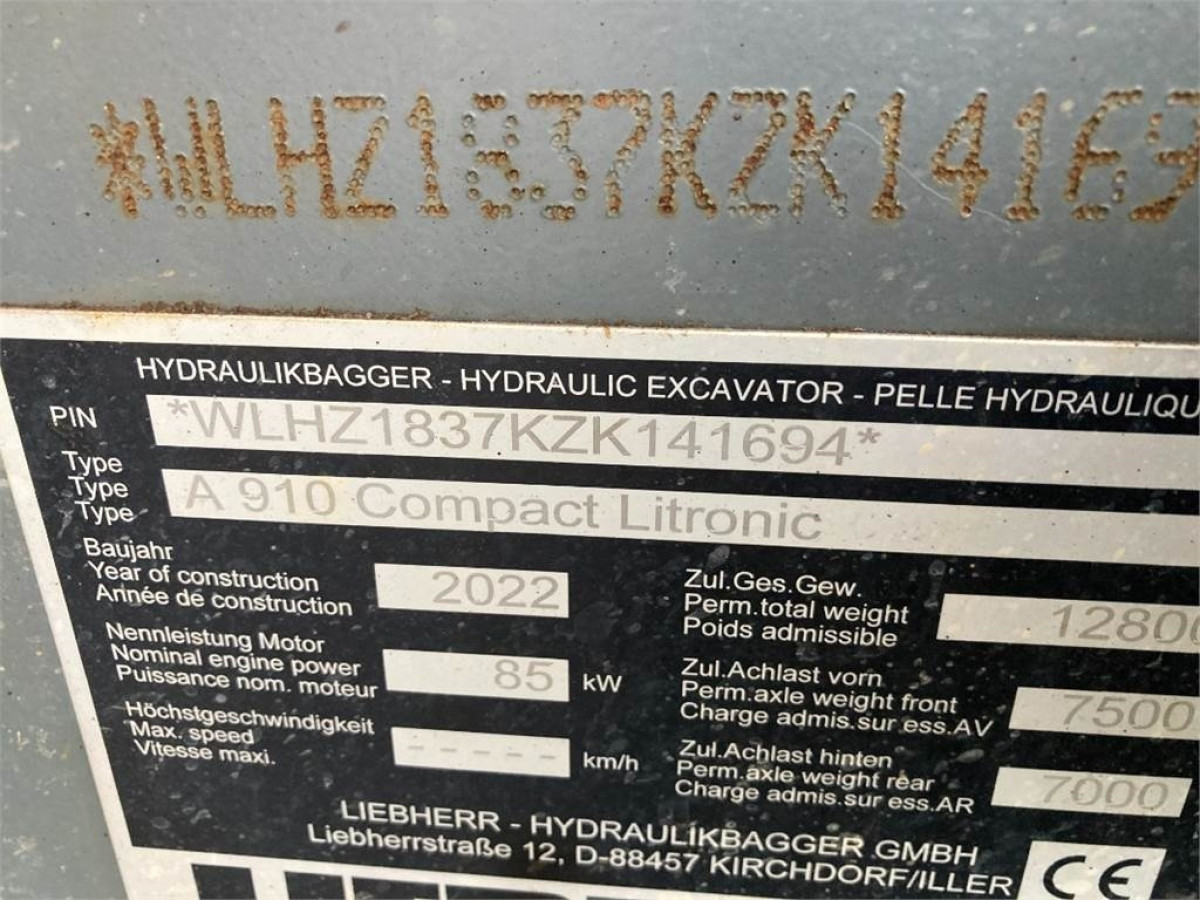 *WLHZ1837KZK14169
HYDRAULIKBAGGER - HYDRAULIC EXCAVATOR - PELLE HYDRAULIQU
PIN *WLHZ1837KZK141694*
Type
Type
Type
A 910 Compact Litronic
Baujahr
Year of construction
Année de construction
2022
Nennleistung Motor
Nominal engine power
Puissance nom. moteur
85 kW
Höchstgeschwindigkeit
Max. speed
Vitesse maxi.
- - - - - km/h
Zul.Ges.Gew.
Perm.total weight
Poids admissible
12800
Zul.Achlast vorn
Perm.axle weight front
Charge admis.sur ess.AV
7500
Zul.Achlast hinten
Perm.axle weight rear
Charge admis.sur ess.AR
7000
LIEBHERR - HYDRAULIKBAGGER GMBH
Liebherrstraße 12, D-88457 KIRCHDORF/ILLER
CE